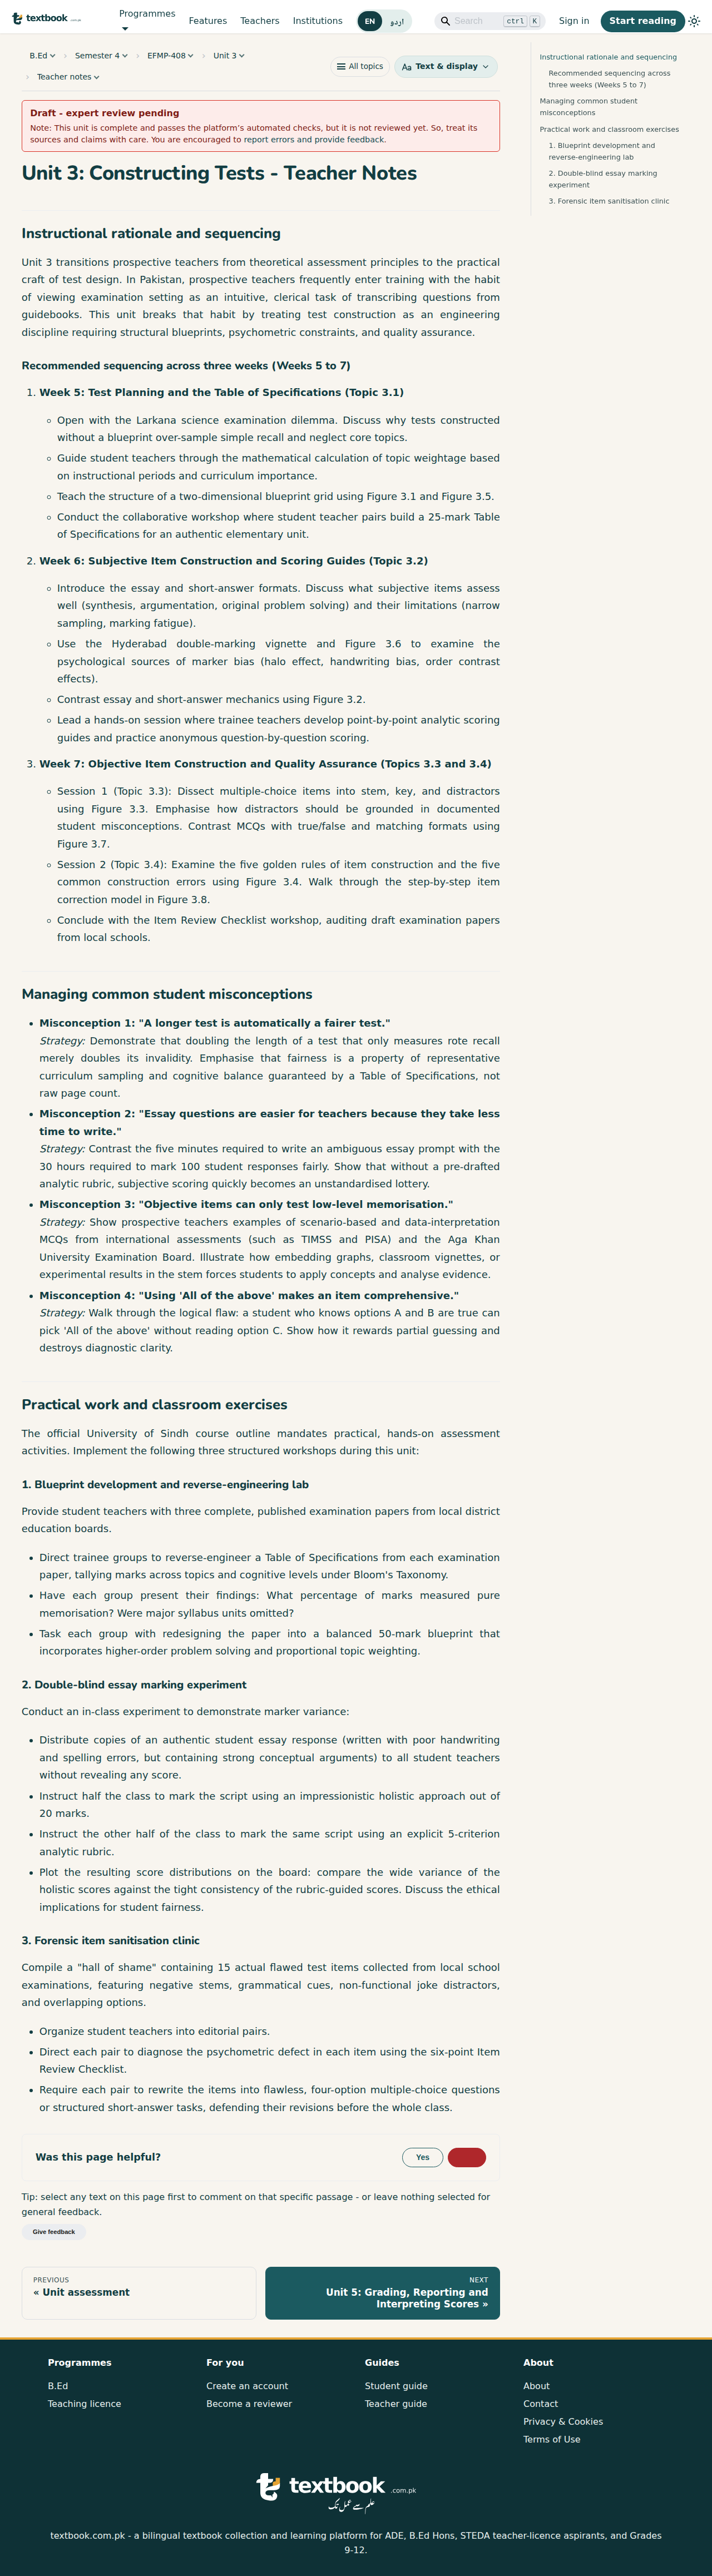 textbook .com.pk
Programmes
Features
Teachers
Institutions
EN
اردو
Search
ctrl K
Sign in
Start reading
B.Ed
Semester 4
EFMP-408
Unit 3
Teacher notes
All topics
Text & display
Draft - expert review pending
Note: This unit is complete and passes the platform's automated checks, but it is not reviewed yet. So, treat its
sources and claims with care. You are encouraged to report errors and provide feedback.
Unit 3: Constructing Tests - Teacher Notes
Instructional rationale and sequencing
Unit 3 transitions prospective teachers from theoretical assessment principles to the practical
craft of test design. In Pakistan, prospective teachers frequently enter training with the habit
of viewing examination setting as an intuitive, clerical task of transcribing questions from
guidebooks. This unit breaks that habit by treating test construction as an engineering
discipline requiring structural blueprints, psychometric constraints, and quality assurance.
Recommended sequencing across three weeks (Weeks 5 to 7)
1. Week 5: Test Planning and the Table of Specifications (Topic 3.1)
Open with the Larkana science examination dilemma. Discuss why tests constructed
without a blueprint over-sample simple recall and neglect core topics.
Guide student teachers through the mathematical calculation of topic weightage based
on instructional periods and curriculum importance.
Teach the structure of a two-dimensional blueprint grid using Figure 3.1 and Figure 3.5.
Conduct the collaborative workshop where student teacher pairs build a 25-mark Table
of Specifications for an authentic elementary unit.
2. Week 6: Subjective Item Construction and Scoring Guides (Topic 3.2)
Introduce the essay and short-answer formats. Discuss what subjective items assess
well (synthesis, argumentation, original problem solving) and their limitations (narrow
sampling, marking fatigue).
Use the Hyderabad double-marking vignette and Figure 3.6 to examine the
psychological sources of marker bias (halo effect, handwriting bias, order contrast
effects).
Contrast essay and short-answer mechanics using Figure 3.2.
Lead a hands-on session where trainee teachers develop point-by-point analytic scoring
guides and practice anonymous question-by-question scoring.
3. Week 7: Objective Item Construction and Quality Assurance (Topics 3.3 and 3.4)
Session 1 (Topic 3.3): Dissect multiple-choice items into stem, key, and distractors
using Figure 3.3. Emphasise how distractors should be grounded in documented
student misconceptions. Contrast MCQs with true/false and matching formats using
Figure 3.7.
Session 2 (Topic 3.4): Examine the five golden rules of item construction and the five
common construction errors using Figure 3.4. Walk through the step-by-step item
correction model in Figure 3.8.
Conclude with the Item Review Checklist workshop, auditing draft examination papers
from local schools.
Managing common student misconceptions
Misconception 1: "A longer test is automatically a fairer test."
Strategy: Demonstrate that doubling the length of a test that only measures rote recall
merely doubles its invalidity. Emphasise that fairness is a property of representative
curriculum sampling and cognitive balance guaranteed by a Table of Specifications, not
raw page count.
Misconception 2: "Essay questions are easier for teachers because they take less
time to write."
Strategy: Contrast the five minutes required to write an ambiguous essay prompt with the
30 hours required to mark 100 student responses fairly. Show that without a pre-drafted
analytic rubric, subjective scoring quickly becomes an unstandardised lottery.
Misconception 3: "Objective items can only test low-level memorisation."
Strategy: Show prospective teachers examples of scenario-based and data-interpretation
MCQs from international assessments (such as TIMSS and PISA) and the Aga Khan
University Examination Board. Illustrate how embedding graphs, classroom vignettes, or
experimental results in the stem forces students to apply concepts and analyse evidence.
Misconception 4: "Using 'All of the above' makes an item comprehensive."
Strategy: Walk through the logical flaw: a student who knows options A and B are true can
pick 'All of the above' without reading option C. Show how it rewards partial guessing and
destroys diagnostic clarity.
Practical work and classroom exercises
The official University of Sindh course outline mandates practical, hands-on assessment
activities. Implement the following three structured workshops during this unit:
1. Blueprint development and reverse-engineering lab
Provide student teachers with three complete, published examination papers from local district
education boards.
Direct trainee groups to reverse-engineer a Table of Specifications from each examination
paper, tallying marks across topics and cognitive levels under Bloom's Taxonomy.
Have each group present their findings: What percentage of marks measured pure
memorisation? Were major syllabus units omitted?
Task each group with redesigning the paper into a balanced 50-mark blueprint that
incorporates higher-order problem solving and proportional topic weighting.
2. Double-blind essay marking experiment
Conduct an in-class experiment to demonstrate marker variance:
Distribute copies of an authentic student essay response (written with poor handwriting
and spelling errors, but containing strong conceptual arguments) to all student teachers
without revealing any score.
Instruct half the class to mark the script using an impressionistic holistic approach out of
20 marks.
Instruct the other half of the class to mark the same script using an explicit 5-criterion
analytic rubric.
Plot the resulting score distributions on the board: compare the wide variance of the
holistic scores against the tight consistency of the rubric-guided scores. Discuss the ethical
implications for student fairness.
3. Forensic item sanitisation clinic
Compile a "hall of shame" containing 15 actual flawed test items collected from local school
examinations, featuring negative stems, grammatical cues, non-functional joke distractors,
and overlapping options.
Organize student teachers into editorial pairs.
Direct each pair to diagnose the psychometric defect in each item using the six-point Item
Review Checklist.
Require each pair to rewrite the items into flawless, four-option multiple-choice questions
or structured short-answer tasks, defending their revisions before the whole class.
Was this page helpful?
Yes
Tip: select any text on this page first to comment on that specific passage - or leave nothing selected for
general feedback.
Give feedback
PREVIOUS
« Unit assessment
NEXT
Unit 5: Grading, Reporting and
Interpreting Scores »
Instructional rationale and sequencing
Recommended sequencing across
three weeks (Weeks 5 to 7)
Managing common student
misconceptions
Practical work and classroom exercises
1. Blueprint development and
reverse-engineering lab
2. Double-blind essay marking
experiment
3. Forensic item sanitisation clinic
Programmes
B.Ed
Teaching licence
For you
Create an account
Become a reviewer
Guides
Student guide
Teacher guide
About
About
Contact
Privacy & Cookies
Terms of Use
textbook .com.pk
علم سے عمل تک
textbook.com.pk - a bilingual textbook collection and learning platform for ADE, B.Ed Hons, STEDA teacher-licence aspirants, and Grades
9-12.